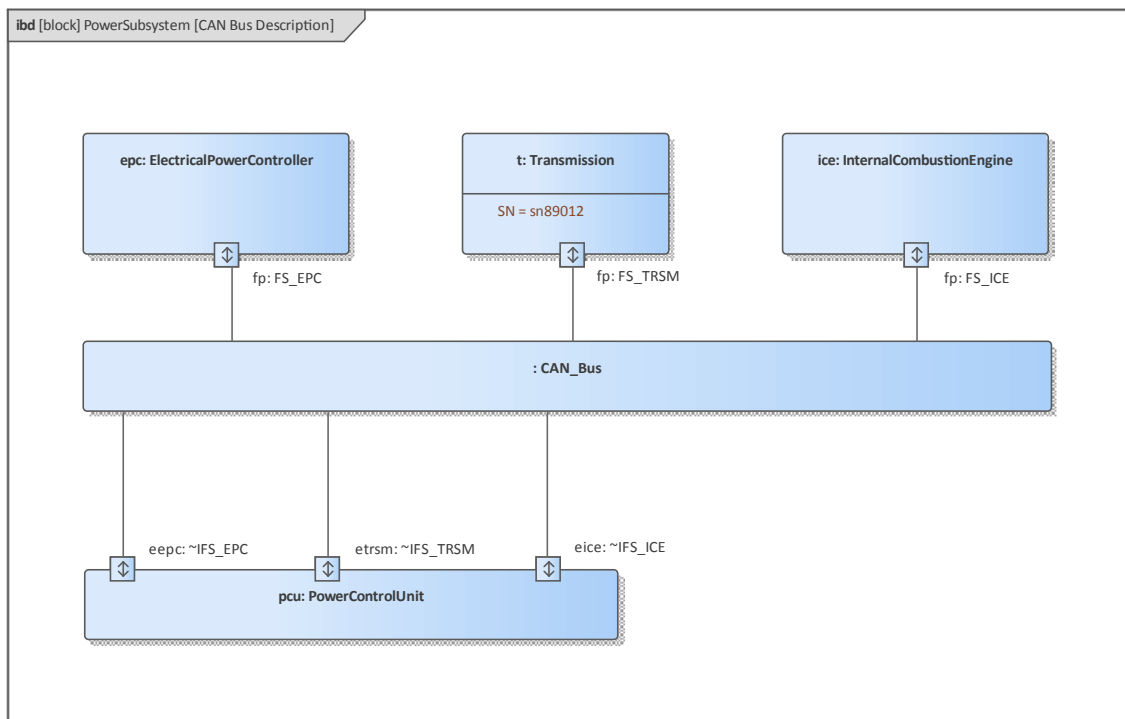 ibd [block] PowerSubsystem [CAN Bus Description]
epc: ElectricalPowerController
t: Transmission
ice: InternalCombustionEngine
SN = sn89012
fp: FS_EPC
fp: FS_TRSM
fp: FS_ICE
: CAN_Bus
eepc: ~IFS_EPC
etrsm: ~IFS_TRSM
eice: ~IFS_ICE
pcu: PowerControlUnit